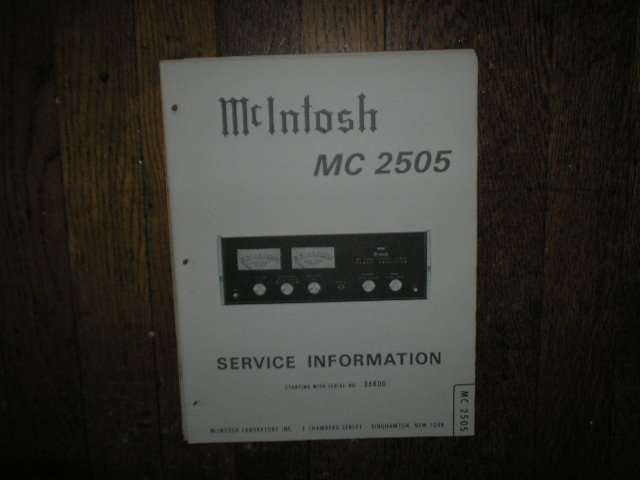 McIntosh
MC 2505
SERVICE INFORMATION
STARTING WITH SERIAL NO. 36K00
McINTOSH LABORATORY INC. 2 CHAMBERS STREET BINGHAMTON, NEW YORK
MC 2505